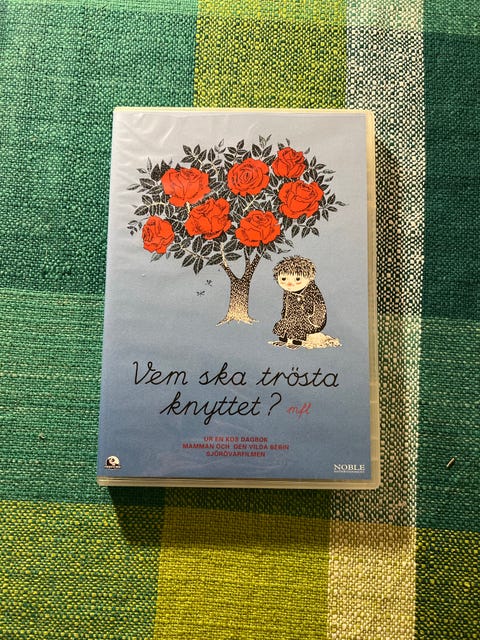 Vem ska trösta
knyttet? mfl
UR EN KOS DAGBOK
MAMMAN OCH DEN VILDA BEBIN
SJÖRÖVARFILMEN
NOBLE